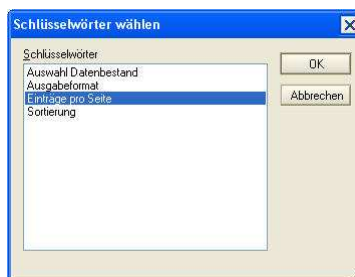 Schlüsselwörter wählen
Schlüsselwörter
Auswahl Datenbestand
Ausgabeformat
Einträge pro Seite
Sortierung
OK
Abbrechen